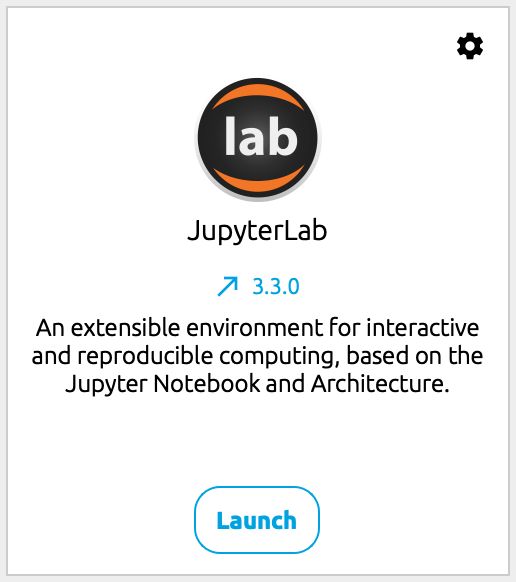 lab
JupyterLab
3.3.0
An extensible environment for interactive
and reproducible computing, based on the
Jupyter Notebook and Architecture.
Launch